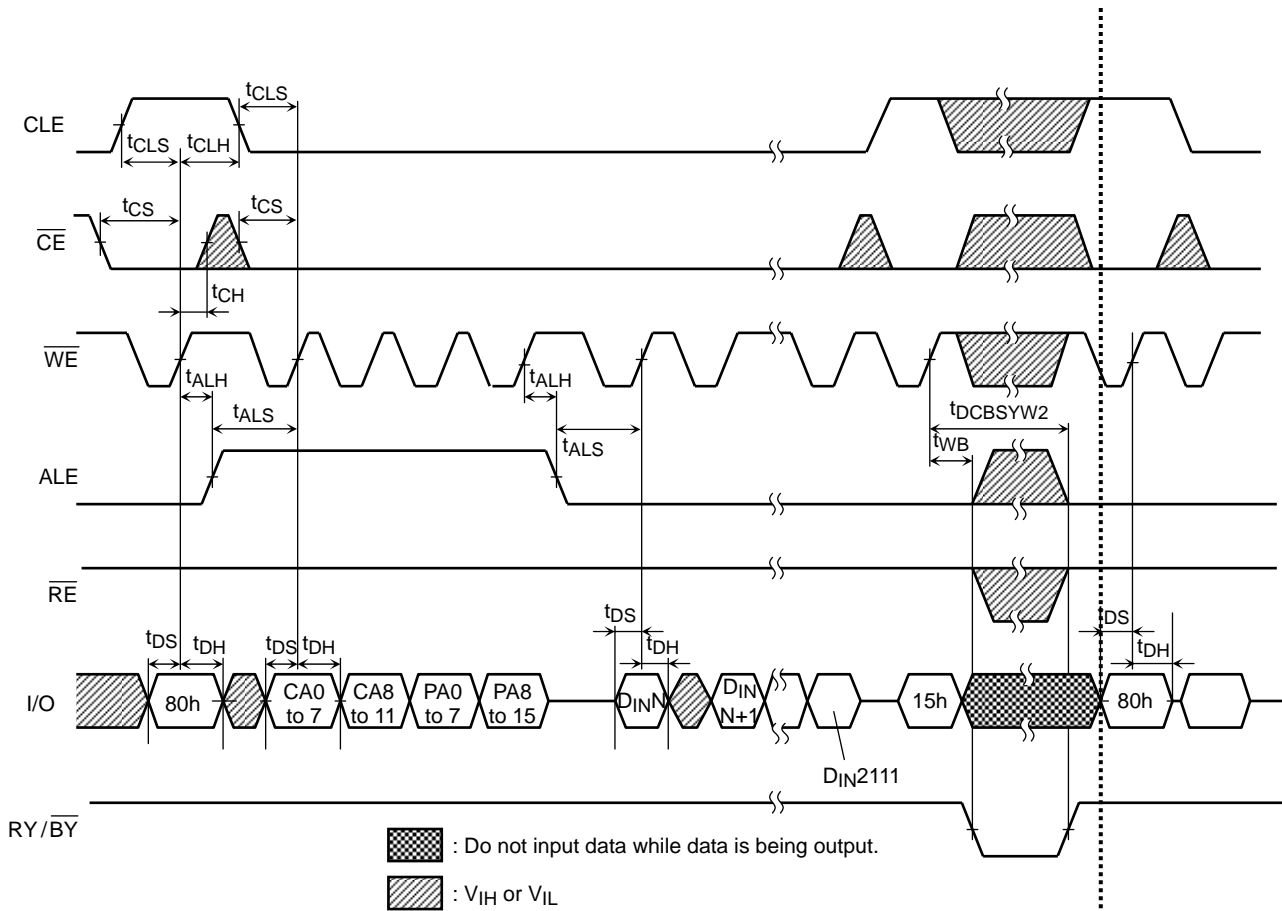 tCLS
CLE
tCLS tCLH
tCS tCS
CE
tCH
WE
tALH tALH
tDCBSYW2
tALS tALS
tWB
ALE
RE
tDS tDS
tDS tDH tDS tDH tDH tDH
I/O
80h
CA0 to 7
CA8 to 11
PA0 to 7
PA8 to 15
DINN
DIN N+1
15h
80h
DIN2111
RY/BY
: Do not input data while data is being output.
: VIH or VIL